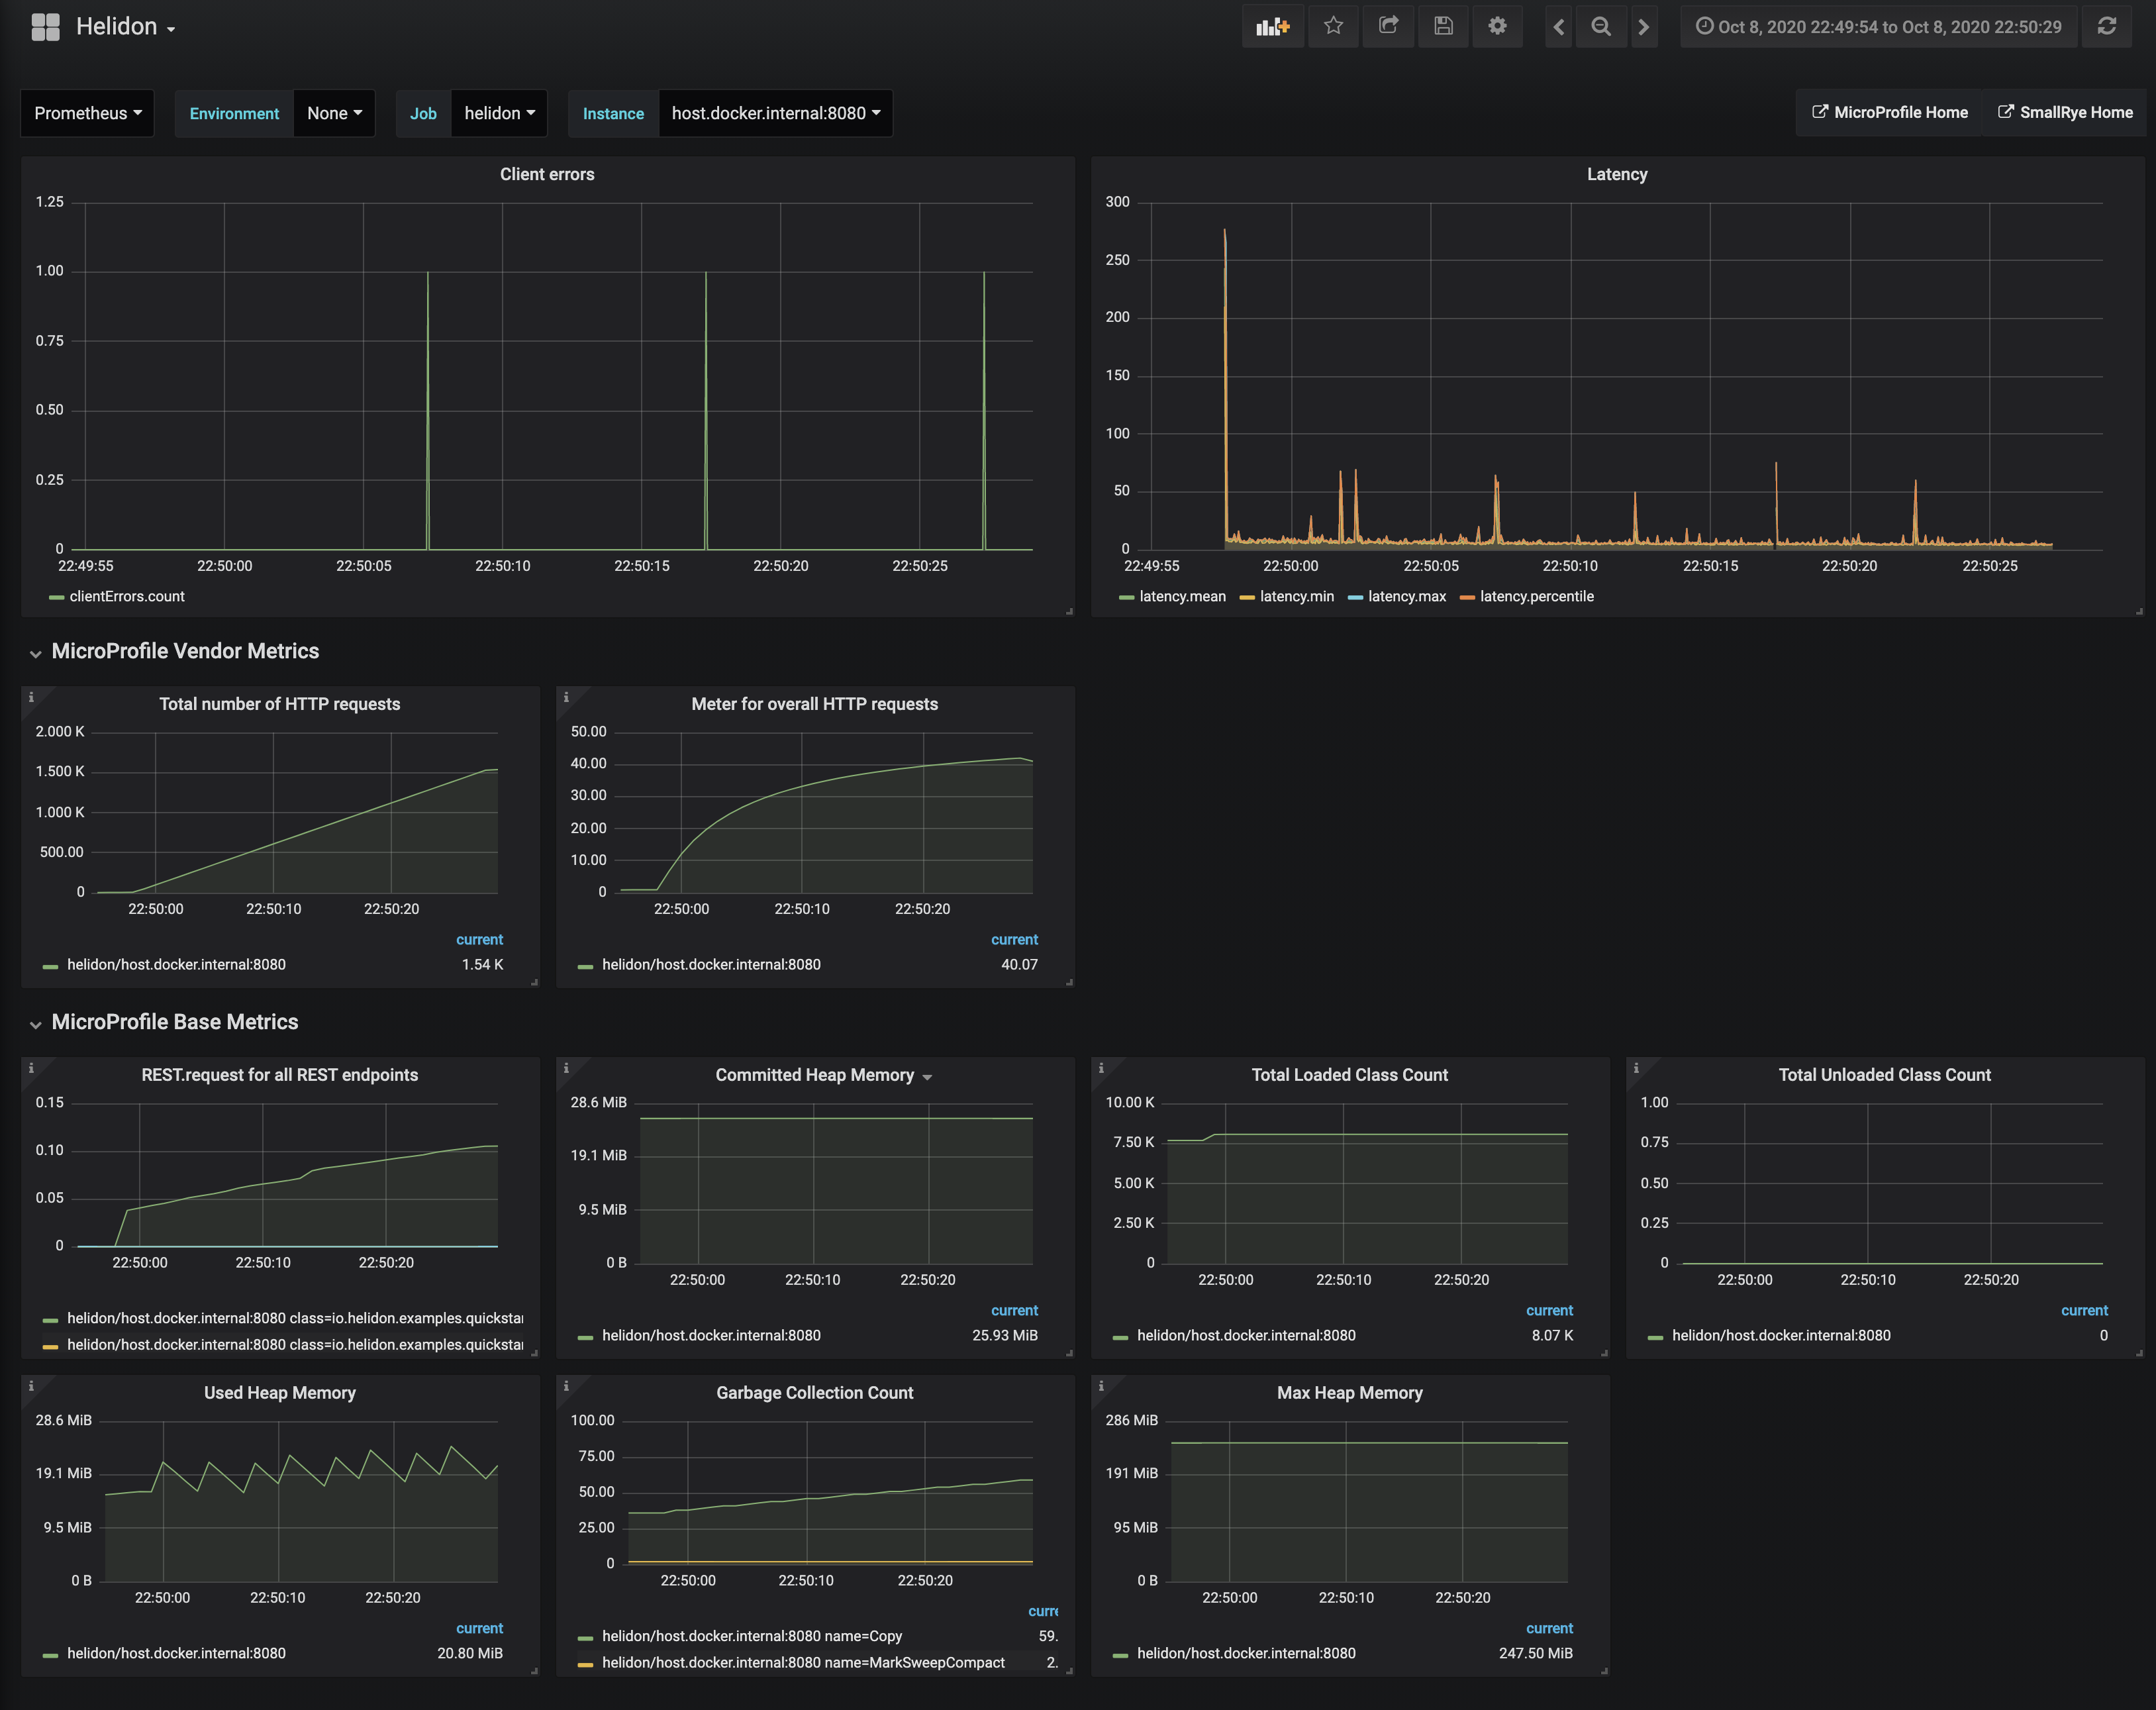 Helidon
Oct 8, 2020 22:49:54 to Oct 8, 2020 22:50:29
Prometheus Environment None Job helidon Instance host.docker.internal:8080 MicroProfile Home SmallRye Home
Client errors
1.25
1.00
0.75
0.50
0.25
0
22:49:55 22:50:00 22:50:05 22:50:10 22:50:15 22:50:20 22:50:25
clientErrors.count
Latency
300
250
200
150
100
50
0
22:49:55 22:50:00 22:50:05 22:50:10 22:50:15 22:50:20 22:50:25
latency.mean latency.min latency.max latency.percentile
MicroProfile Vendor Metrics
Total number of HTTP requests
2.000 K
1.500 K
1.000 K
500.00
0
22:50:00 22:50:10 22:50:20
current
helidon/host.docker.internal:8080 1.54 K
Meter for overall HTTP requests
50.00
40.00
30.00
20.00
10.00
0
22:50:00 22:50:10 22:50:20
current
helidon/host.docker.internal:8080 40.07
MicroProfile Base Metrics
REST.request for all REST endpoints
0.15
0.10
0.05
0
22:50:00 22:50:10 22:50:20
helidon/host.docker.internal:8080 class=io.helidon.examples.quicksta
helidon/host.docker.internal:8080 class=io.helidon.examples.quicksta
Committed Heap Memory
28.6 MiB
19.1 MiB
9.5 MiB
0 B
22:50:00 22:50:10 22:50:20
current
helidon/host.docker.internal:8080 25.93 MiB
Total Loaded Class Count
10.00 K
7.50 K
5.00 K
2.50 K
0
22:50:00 22:50:10 22:50:20
current
helidon/host.docker.internal:8080 8.07 K
Total Unloaded Class Count
1.00
0.75
0.50
0.25
0
22:50:00 22:50:10 22:50:20
current
helidon/host.docker.internal:8080 0
Used Heap Memory
28.6 MiB
19.1 MiB
9.5 MiB
0 B
22:50:00 22:50:10 22:50:20
current
helidon/host.docker.internal:8080 20.80 MiB
Garbage Collection Count
100.00
75.00
50.00
25.00
0
22:50:00 22:50:10 22:50:20
curre
helidon/host.docker.internal:8080 name=Copy 59.
helidon/host.docker.internal:8080 name=MarkSweepCompact 2.
Max Heap Memory
286 MiB
191 MiB
95 MiB
0 B
22:50:00 22:50:10 22:50:20
current
helidon/host.docker.internal:8080 247.50 MiB